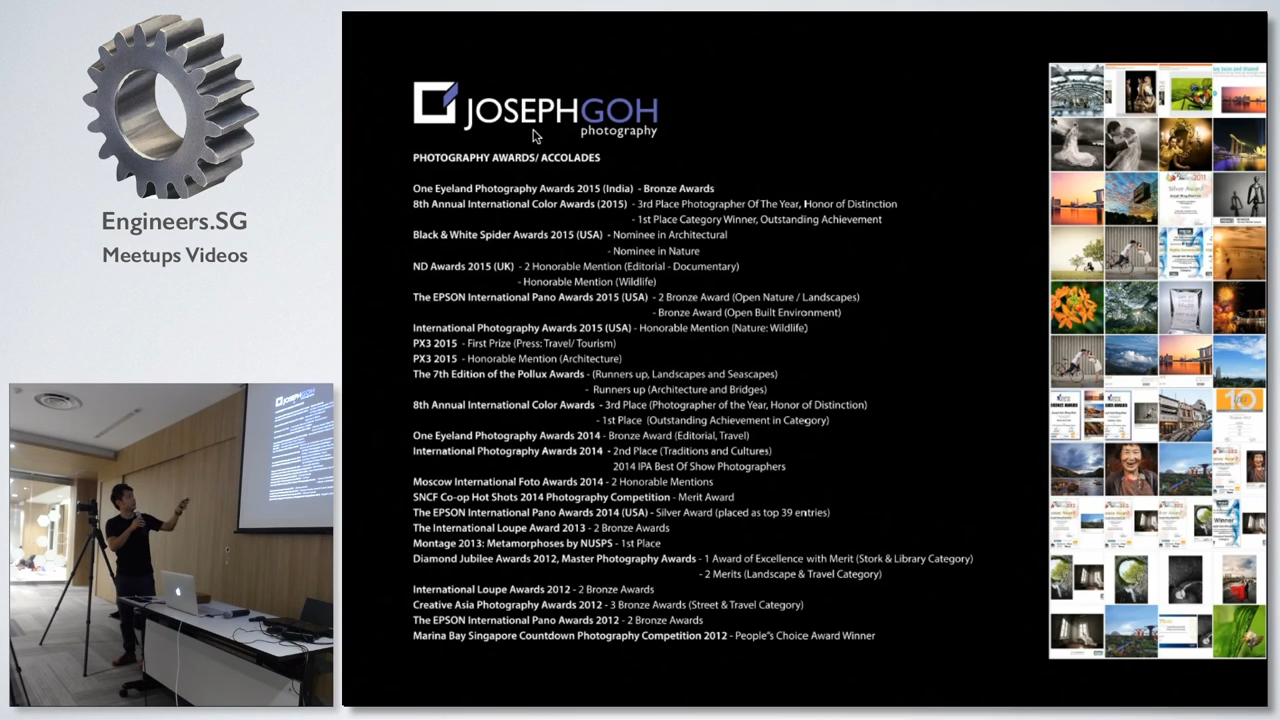 Engineers.SG
Meetups Videos
JOSEPHGOH
photography
PHOTOGRAPHY AWARDS/ ACCOLADES
One Eyeland Photography Awards 2015 (India) - Bronze Awards
8th Annual International Color Awards (2015) - 3rd Place Photographer Of The Year, Honor of Distinction
- 1st Place Category Winner, Outstanding Achievement
Black & White Spider Awards 2015 (USA) - Nominee in Architectural
- Nominee in Nature
ND Awards 2015 (UK) - 2 Honorable Mention (Editorial - Documentary)
- Honorable Mention (Wildlife)
The EPSON International Pano Awards 2015 (USA) - 2 Bronze Award (Open Nature / Landscapes)
- Bronze Award (Open Built Environment)
International Photography Awards 2015 (USA) - Honorable Mention (Nature: Wildlife)
PX3 2015 - First Prize (Press: Travel/ Tourism)
PX3 2015 - Honorable Mention (Architecture)
The 7th Edition of the Pollux Awards - (Runners up, Landscapes and Seascapes)
- Runners up (Architecture and Bridges)
8th Annual International Color Awards - 3rd Place (Photographer of the Year, Honor of Distinction)
- 1st Place (Outstanding Achievement in Category)
One Eyeland Photography Awards 2014 - Bronze Award (Editorial, Travel)
International Photography Awards 2014 - 2nd Place (Traditions and Cultures)
2014 IPA Best Of Show Photographers
Moscow International Foto Awards 2014 - 2 Honorable Mentions
SNCF Co-op Hot Shots 2014 Photography Competition - Merit Award
The EPSON International Pano Awards 2014 (USA) - Silver Award (placed as top 39 entries)
The International Loupe Award 2013 - 2 Bronze Awards
Montage 2013: Metamorphoses by NUSPS - 1st Place
Diamond Jubilee Awards 2012, Master Photography Awards - 1 Award of Excellence with Merit (Stork & Library Category)
- 2 Merits (Landscape & Travel Category)
International Loupe Awards 2012 - 2 Bronze Awards
Creative Asia Photography Awards 2012 - 3 Bronze Awards (Street & Travel Category)
The EPSON International Pano Awards 2012 - 2 Bronze Awards
Marina Bay Singapore Countdown Photography Competition 2012 - People"s Choice Award Winner
2011
Silver Award
Winner
JOSEPHGOH